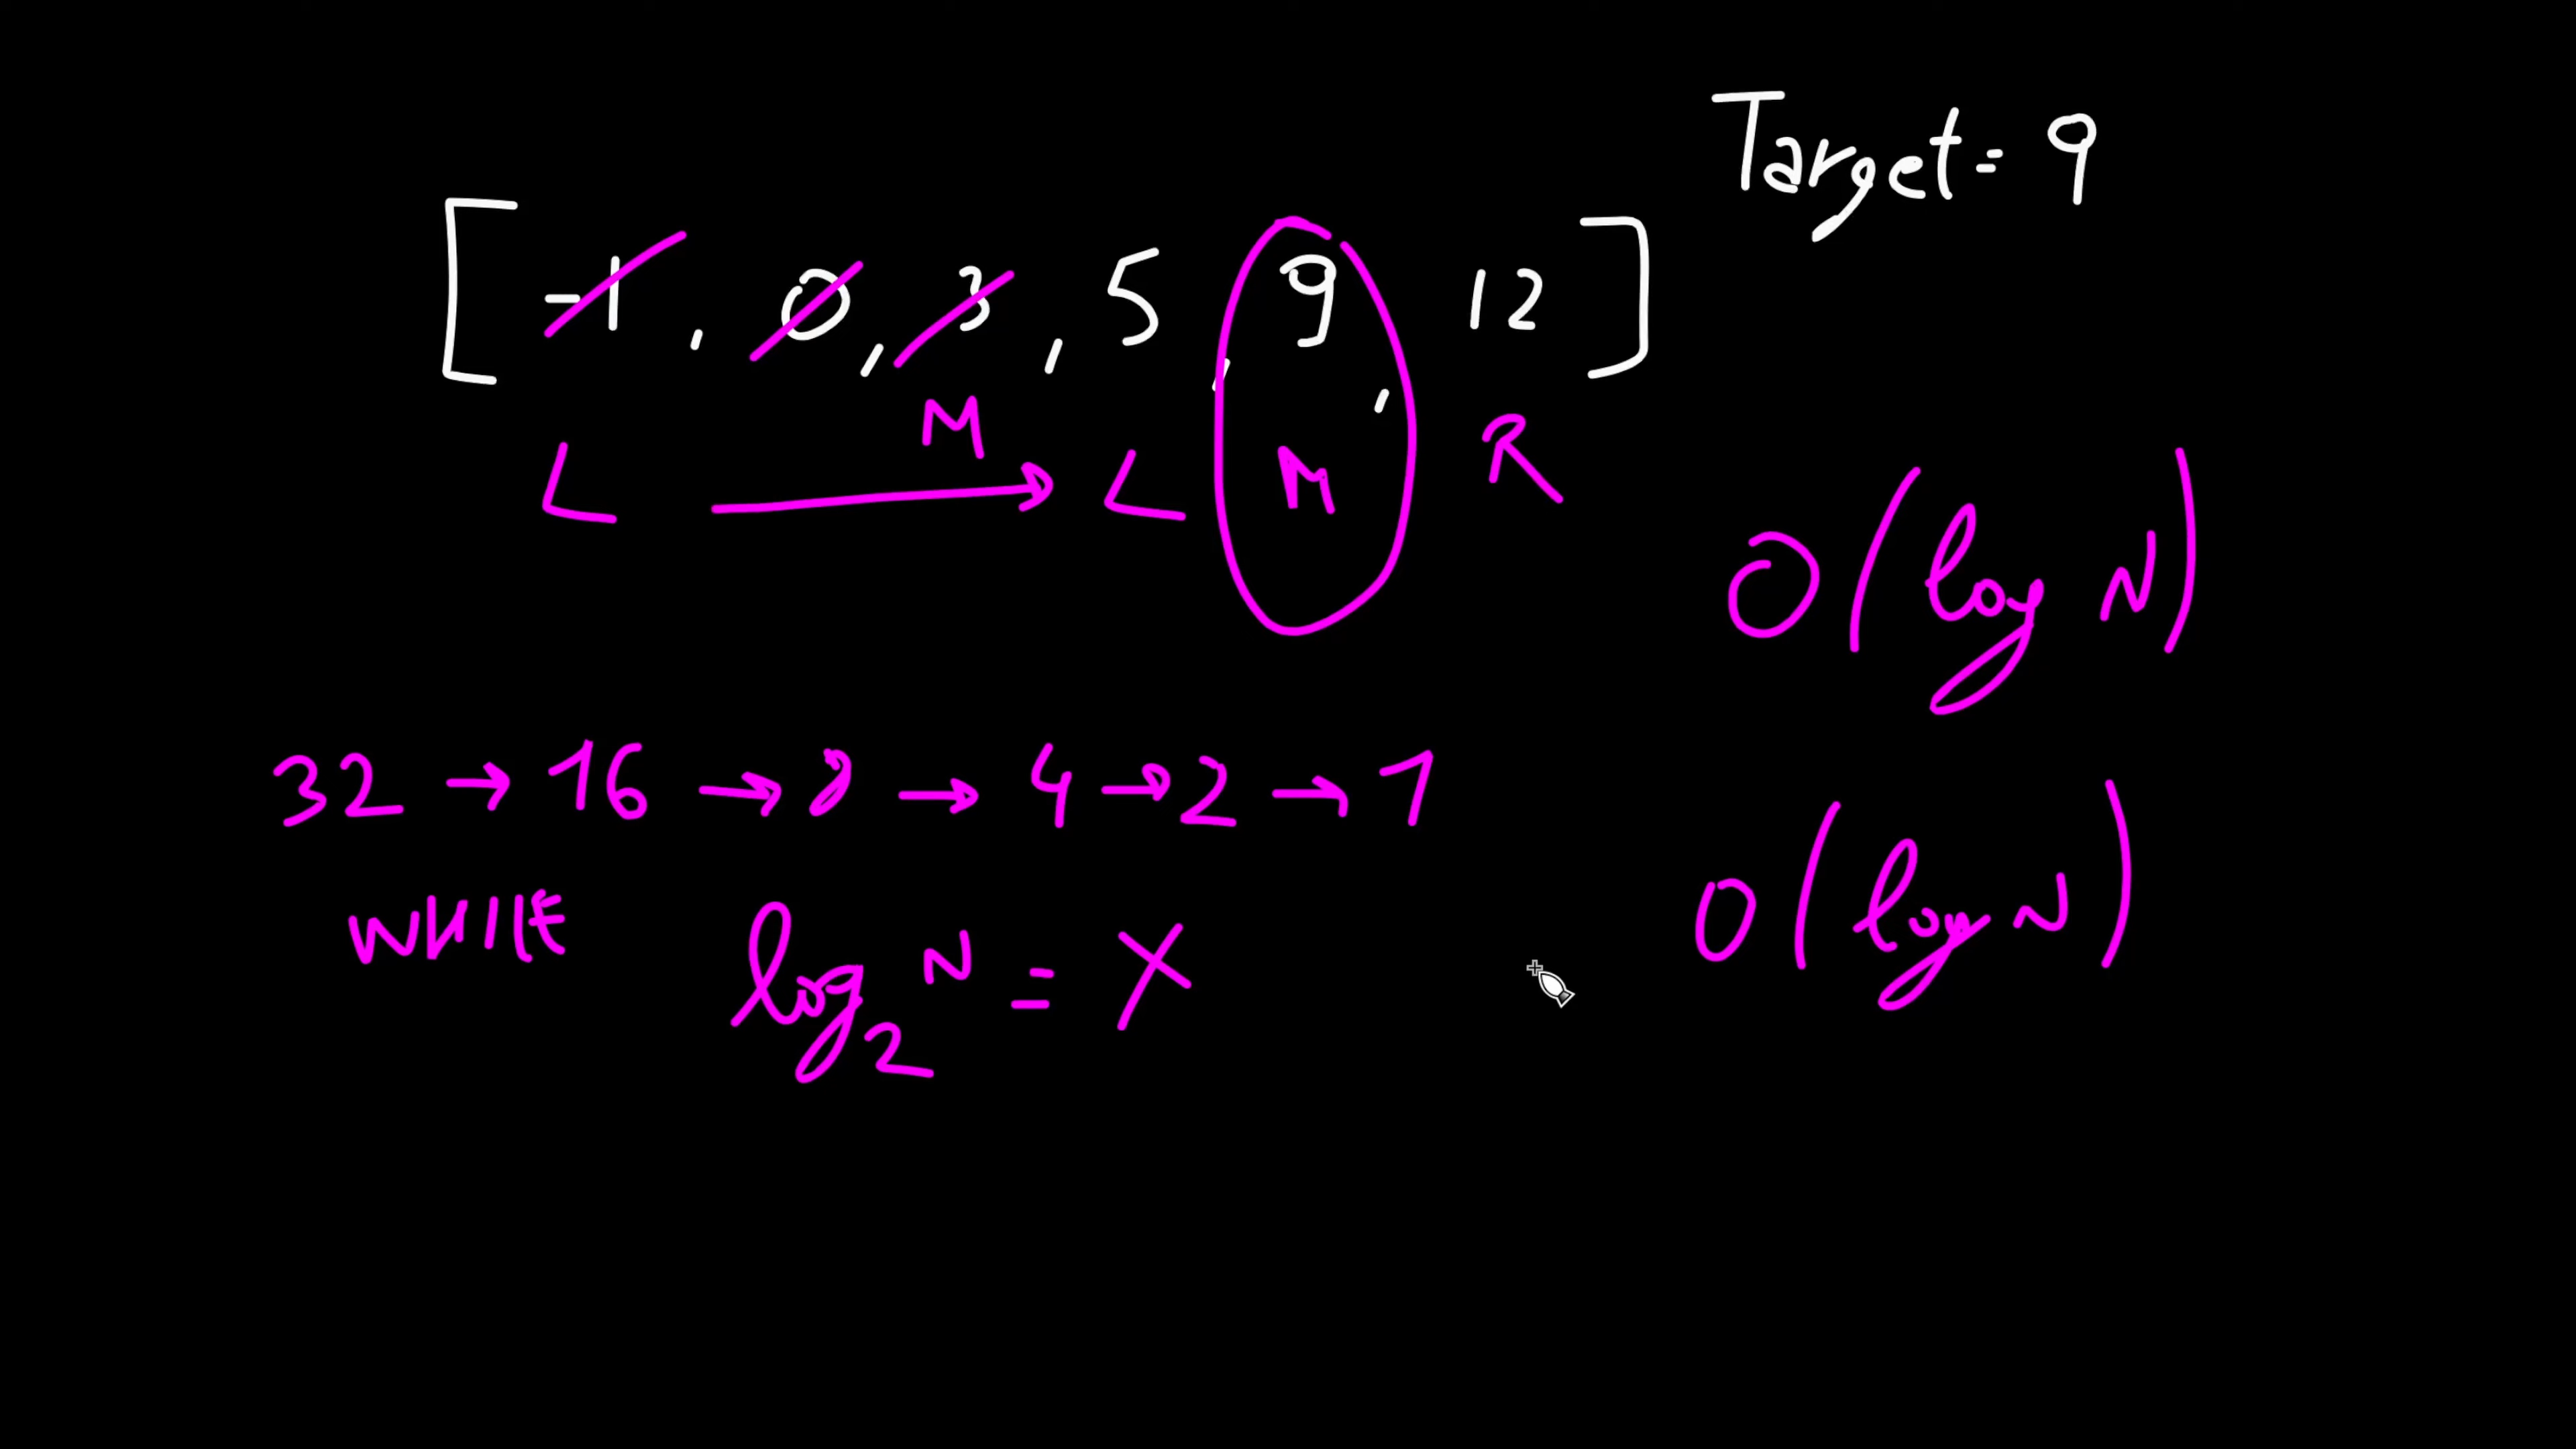 Target = 9
[ -1, 0, 3, 5, 9, 12 ]
M
L → L M R
O(log N)
32 → 16 → 8 → 4 → 2 → 1
O(log N)
WHILE log₂ N = X